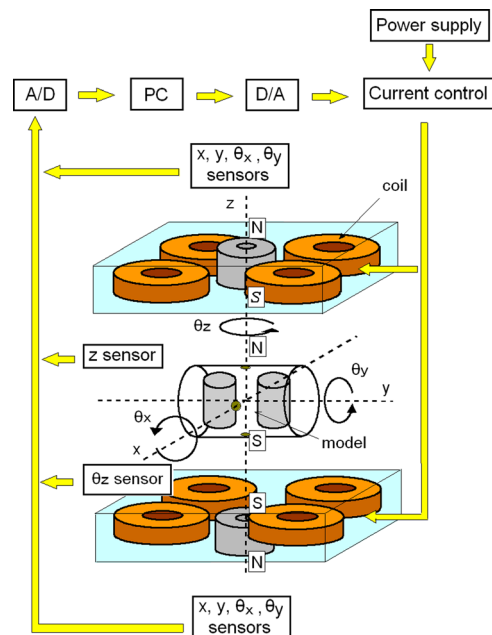 Power supply
A/D
PC
D/A
Current control
x, y, θx , θy
sensors
z
N
coil
S
θz
N
z sensor
θy
y
θx
S
model
x
θz sensor
S
N
x, y, θx , θy
sensors